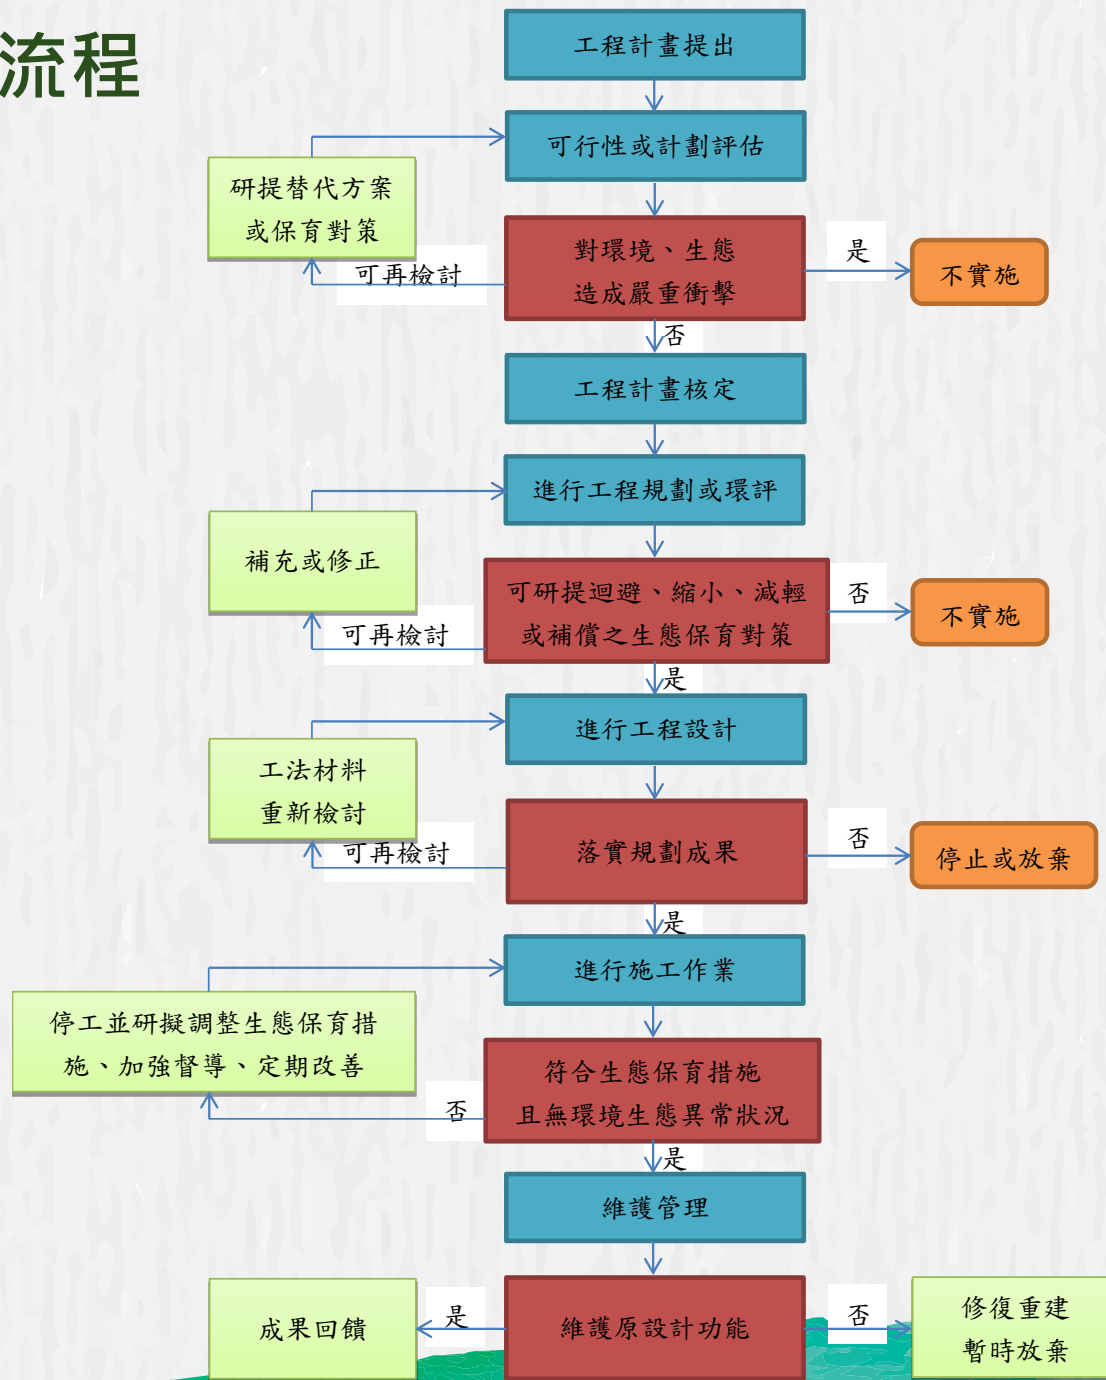 流程
工程計畫提出
可行性或計劃評估
研提替代方案
或保育對策
可再檢討
對環境、生態
造成嚴重衝擊
是
不實施
否
工程計畫核定
進行工程規劃或環評
補充或修正
可再檢討
可研提迴避、縮小、減輕
或補償之生態保育對策
否
不實施
是
進行工程設計
工法材料
重新檢討
可再檢討
落實規劃成果
否
停止或放棄
是
進行施工作業
停工並研擬調整生態保育措
施、加強督導、定期改善
否
符合生態保育措施
且無環境生態異常狀況
是
維護管理
成果回饋
是
維護原設計功能
否
修復重建
暫時放棄